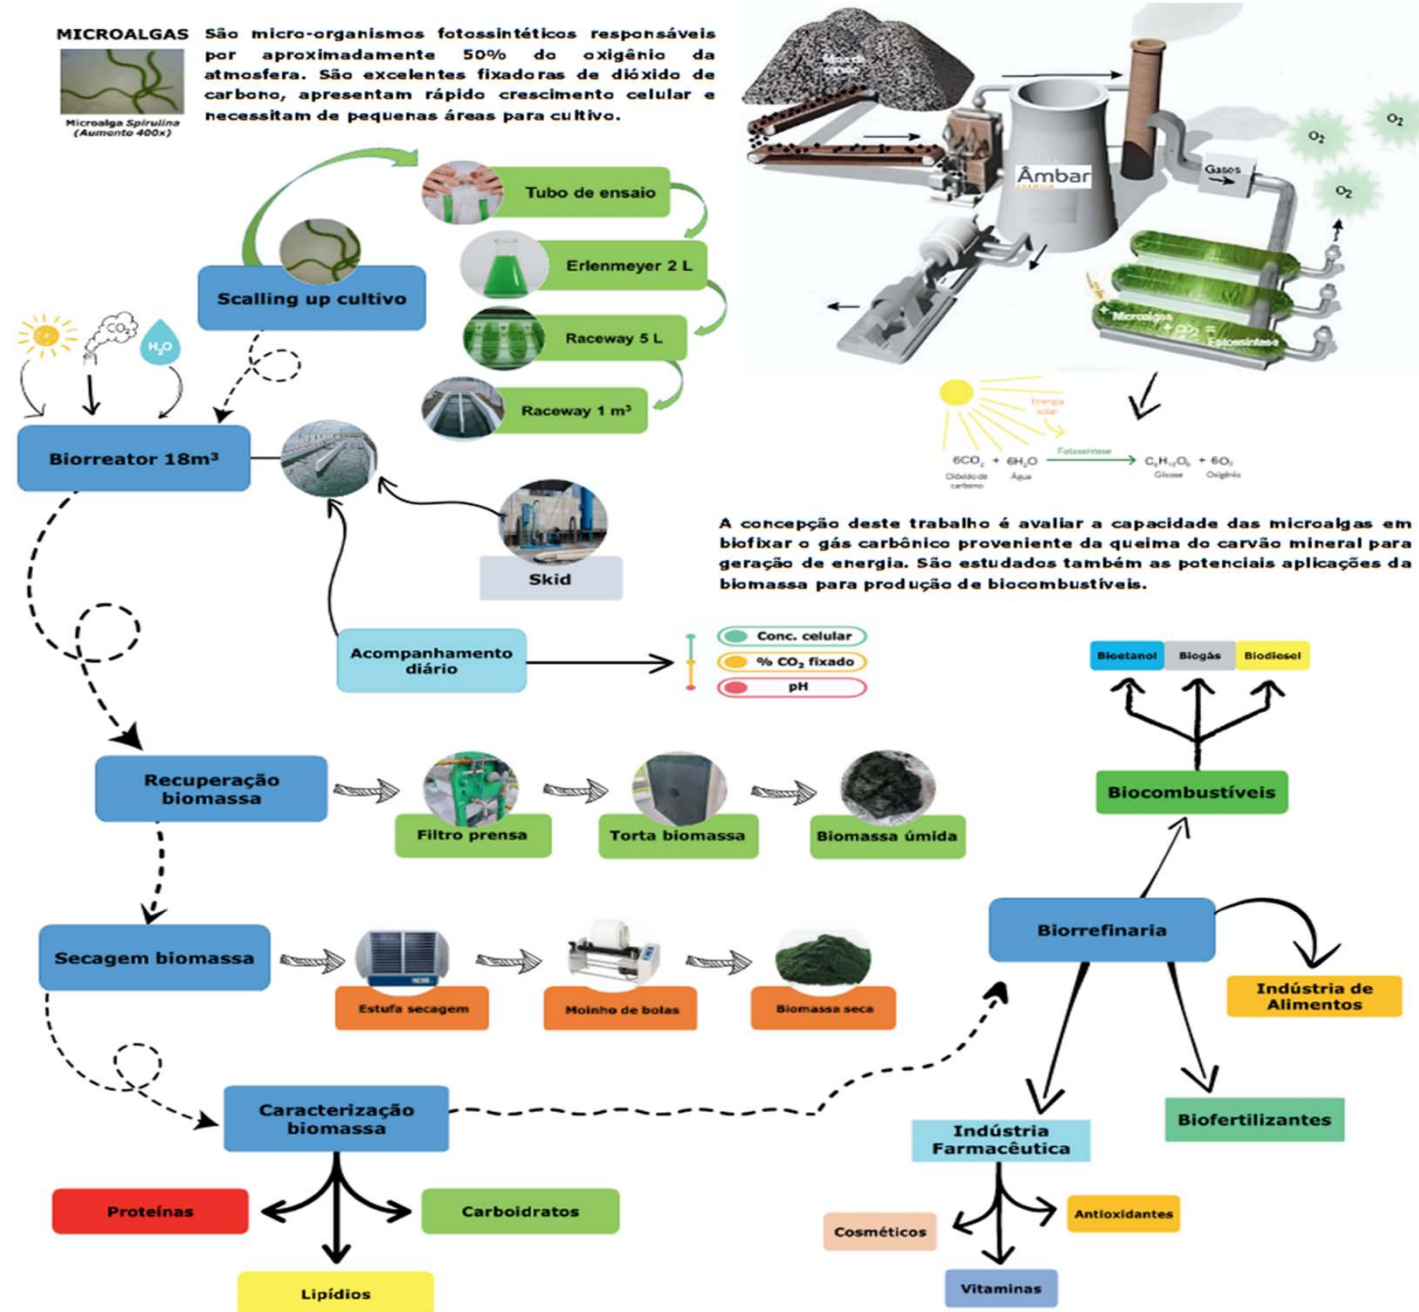 MICROALGAS
São micro-organismos fotossintéticos responsáveis
por aproximadamente 50% do oxigênio da
atmosfera. São excelentes fixadoras de dióxido de
carbono, apresentam rápido crescimento celular e
necessitam de pequenas áreas para cultivo.
Microalga Spirulina
(Aumento 400x)
Tubo de ensaio
Erlenmeyer 2 L
Raceway 5 L
Raceway 1 m³
Scalling up cultivo
CO₂
H₂O
Biorreator 18m³
Skid
Acompanhamento
diário
Conc. celular
% CO₂ fixado
pH
Âmbar
Gases
O₂
O₂
O₂
+ Microalgas
+ CO₂ =
Fotossíntese
Energia
solar
Fotossíntese
6CO₂ + 6H₂O
C₆H₁₂O₆ + 6O₂
Dióxido de
carbono
Água
Glicose
Oxigênio
A concepção deste trabalho é avaliar a capacidade das microalgas em
biofixar o gás carbônico proveniente da queima do carvão mineral para
geração de energia. São estudados também as potenciais aplicações da
biomassa para produção de biocombustíveis.
Recuperação
biomassa
Filtro prensa
Torta biomassa
Biomassa úmida
Secagem biomassa
Estufa secagem
Moinho de bolas
Biomassa seca
Caracterização
biomassa
Proteínas
Carboidratos
Lipídios
Bioetanol
Biogás
Biodiesel
Biocombustíveis
Biorrefinaria
Indústria de
Alimentos
Biofertilizantes
Indústria
Farmacêutica
Cosméticos
Antioxidantes
Vitaminas